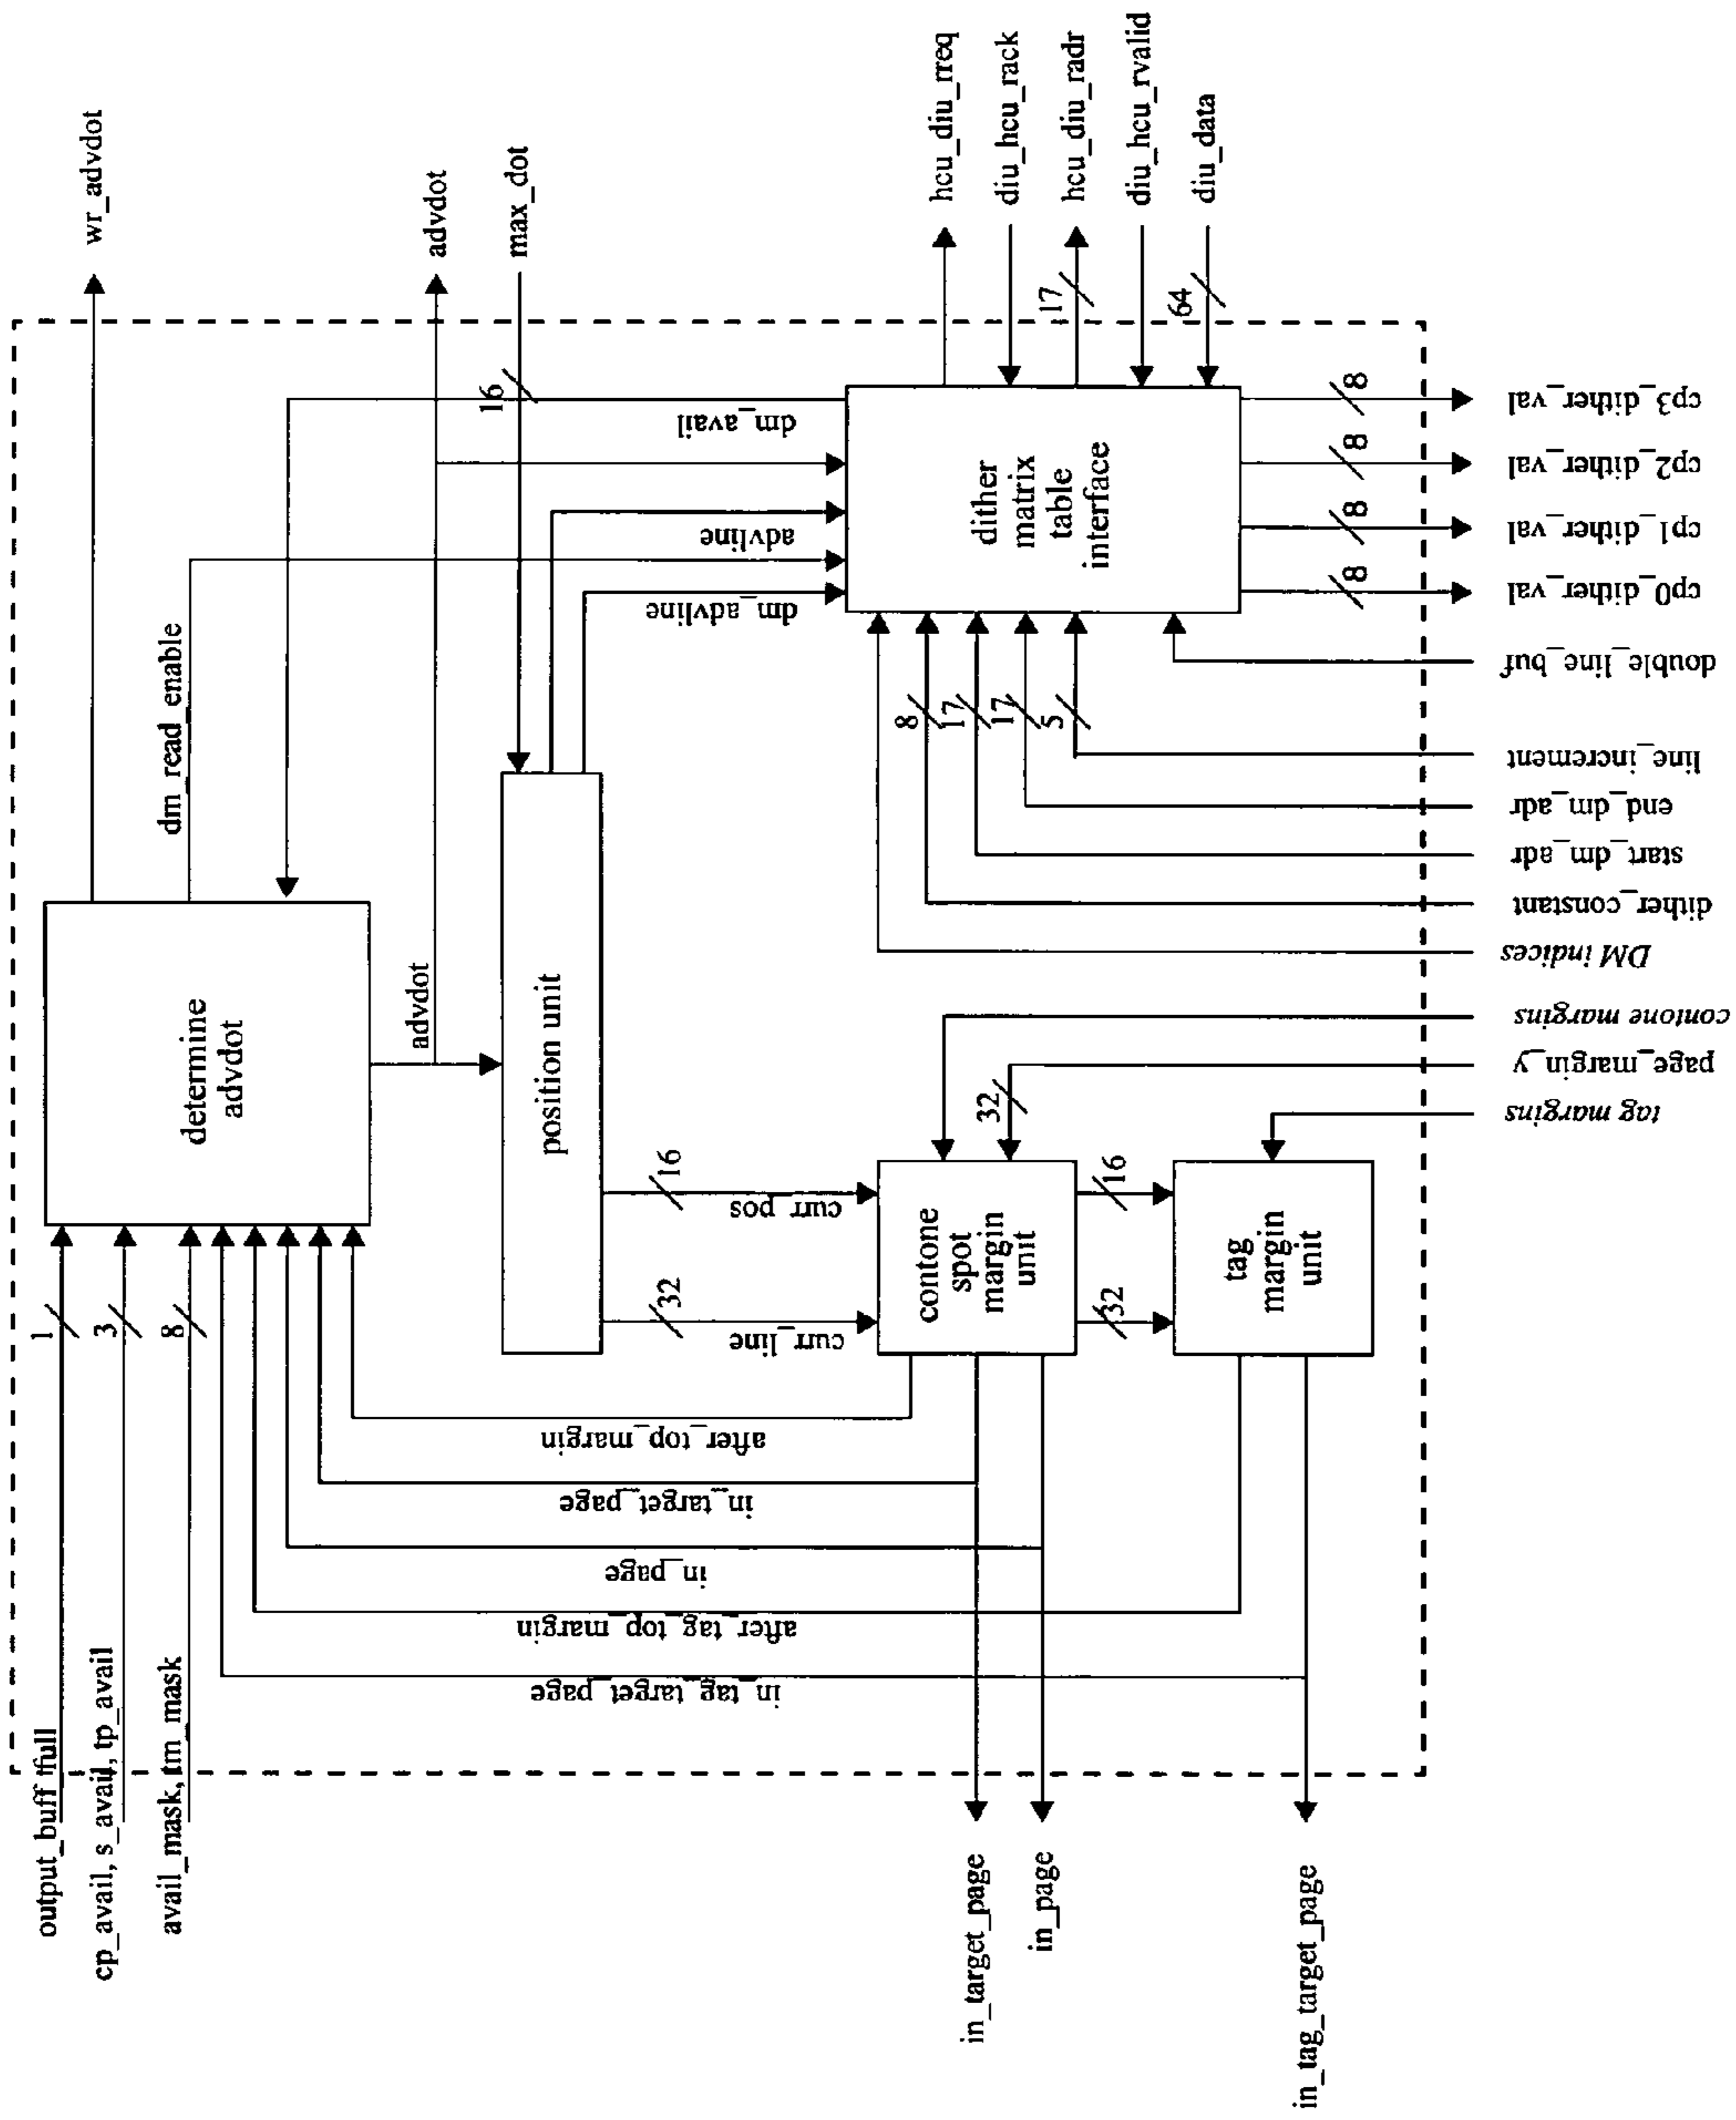 output_buff_full
1
cp_avail, s_avail, tp_avail
3
avail_mask, tm_mask
8
wr_advdot
determine
advdot
dm_read_enable
advdot
advdot
max_dot
16
position unit
dm_avail
advline
dm_advline
curr_pos
16
curr_line
32
dither
matrix
table
interface
hcu_diu_rreq
diu_hcu_rack
hcu_diu_radr
17
diu_hcu_rvalid
diu_data
64
contone
spot
margin
unit
16
32
tag
margin
unit
after_top_margin
in_target_page
in_page
after_tag_top_margin
in_tag_target_page
in_target_page
in_page
in_tag_target_page
tag margins
page_margin_y
32
contone margins
DM indices
dither_constant
8
start_dm_adr
17
end_dm_adr
17
line_increment
5
double_line_buf
cp0_dither_val
8
cp1_dither_val
8
cp2_dither_val
8
cp3_dither_val
8